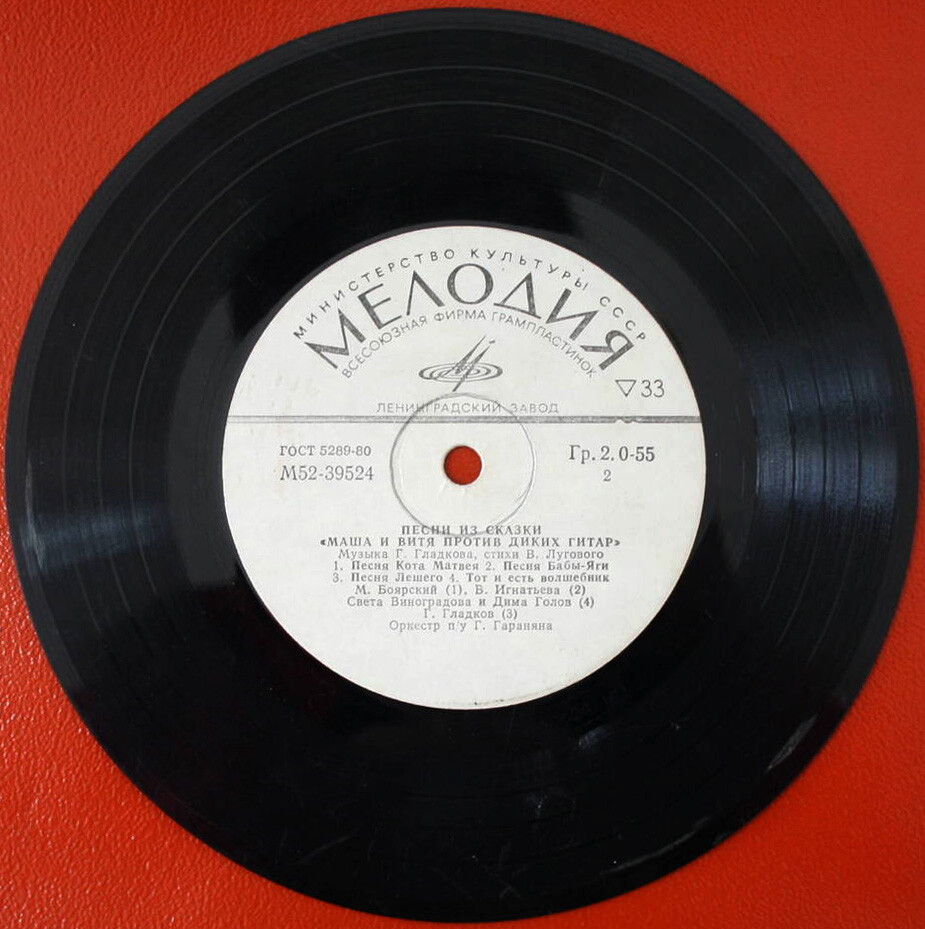 МИНИСТЕРСТВО КУЛЬТУРЫ СССР
МЕЛОДИЯ
ВСЕСОЮЗНАЯ ФИРМА ГРАМПЛАСТИНОК
▽33
ЛЕНИНГРАДСКИЙ ЗАВОД
ГОСТ 5289-80
Гр. 2. 0-55
М52-39524
2
ПЕСНИ ИЗ СКАЗКИ
«МАША И ВИТЯ ПРОТИВ ДИКИХ ГИТАР»
Музыка Г. Гладкова, стихи В. Лугового
1. Песня Кота Матвея 2. Песня Бабы-Яги
3. Песня Лешего 4. Тот и есть волшебник
М. Боярский (1), В. Игнатьева (2)
Света Виноградова и Дима Голов (4)
Г. Гладков (3)
Оркестр п/у Г. Гараняна